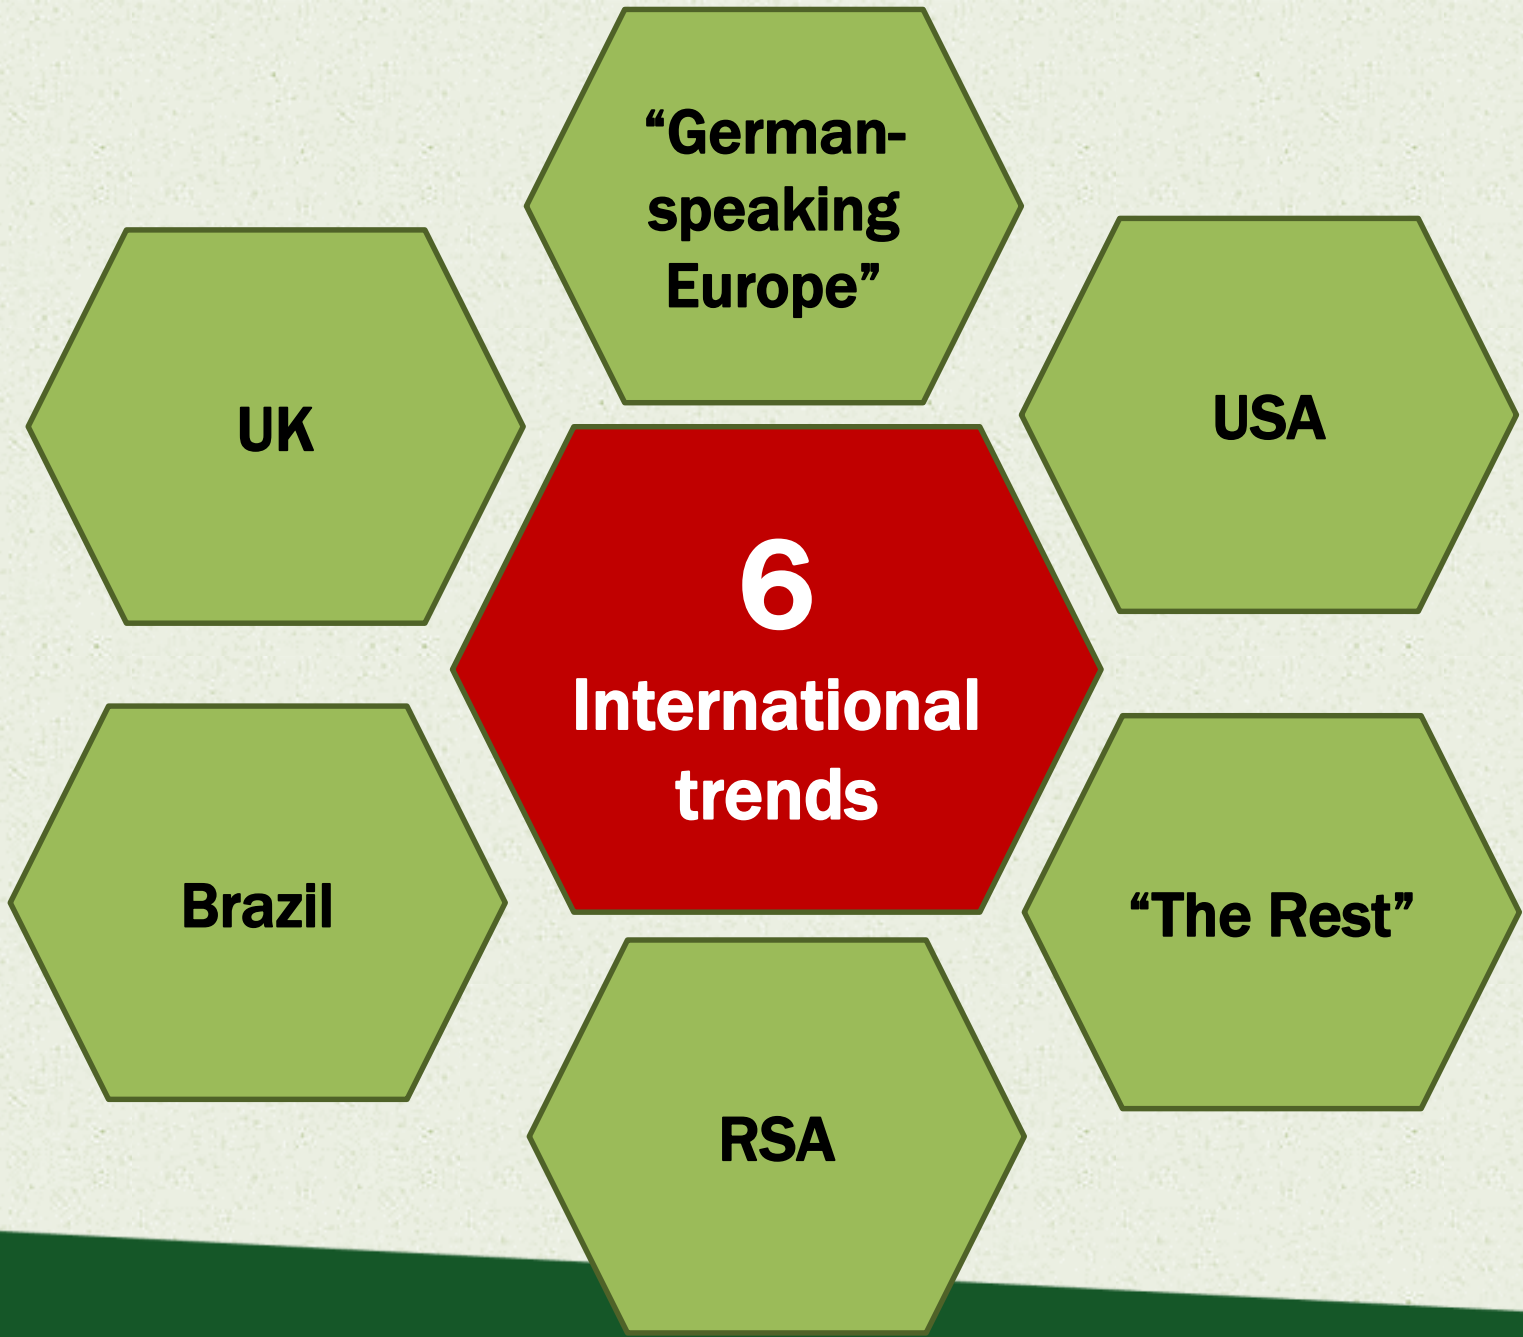 “German-
speaking
Europe”
UK
USA
6
International
trends
Brazil
“The Rest”
RSA